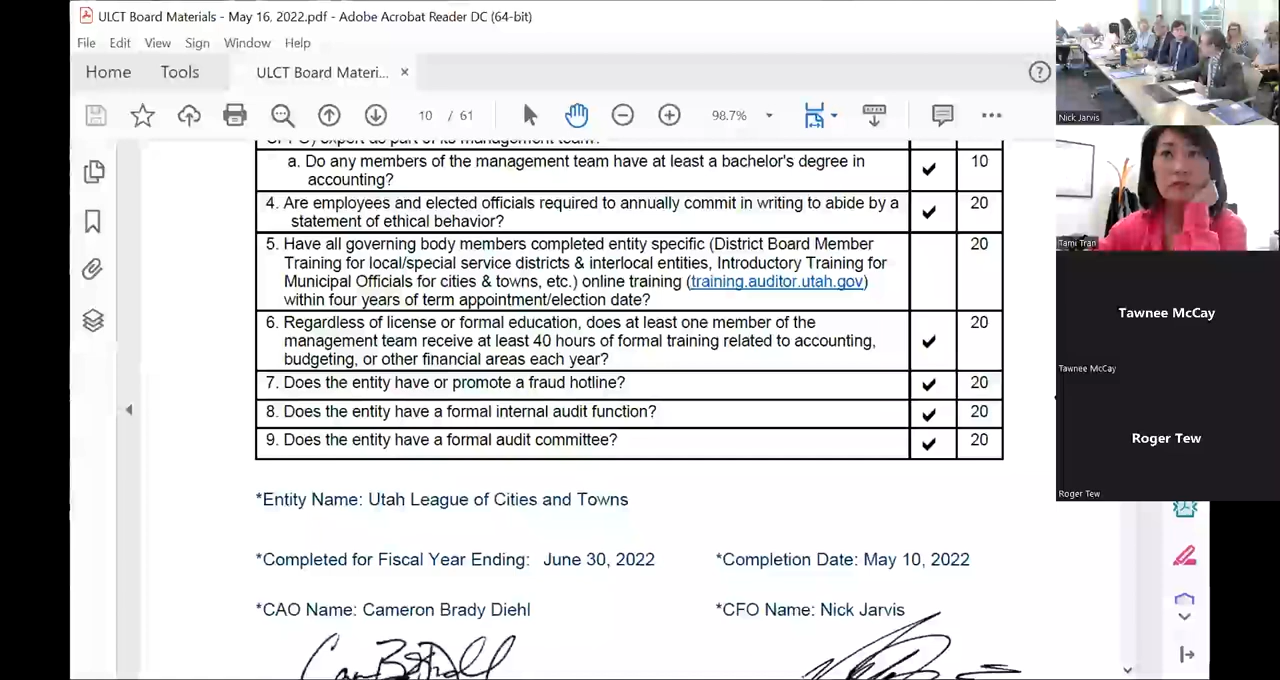 ULCT Board Materials - May 16, 2022.pdf - Adobe Acrobat Reader DC (64-bit)
File Edit View Sign Window Help
Home Tools ULCT Board Materi... ×
10 / 61 98.7%
expert as part of its management team?
a. Do any members of the management team have at least a bachelor's degree in
accounting? ✔ 10
4. Are employees and elected officials required to annually commit in writing to abide by a
statement of ethical behavior? ✔ 20
5. Have all governing body members completed entity specific (District Board Member
Training for local/special service districts & interlocal entities, Introductory Training for
Municipal Officials for cities & towns, etc.) online training (training.auditor.utah.gov)
within four years of term appointment/election date? 20
6. Regardless of license or formal education, does at least one member of the
management team receive at least 40 hours of formal training related to accounting,
budgeting, or other financial areas each year? ✔ 20
7. Does the entity have or promote a fraud hotline? ✔ 20
8. Does the entity have a formal internal audit function? ✔ 20
9. Does the entity have a formal audit committee? ✔ 20
*Entity Name: Utah League of Cities and Towns
*Completed for Fiscal Year Ending: June 30, 2022 *Completion Date: May 10, 2022
*CAO Name: Cameron Brady Diehl *CFO Name: Nick Jarvis
Nick Jarvis
Tami Tran
Tawnee McCay
Tawnee McCay
Roger Tew
Roger Tew